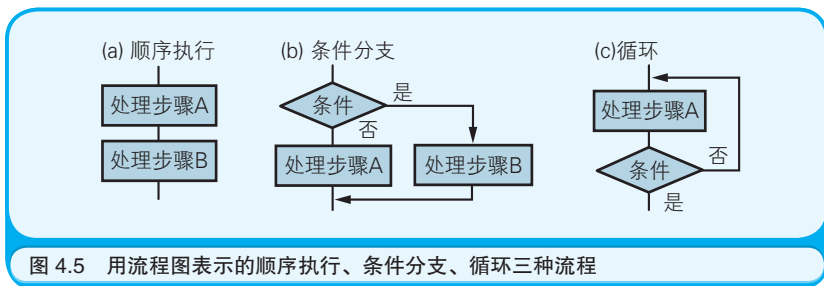 (a) 顺序执行
处理步骤A
处理步骤B
(b) 条件分支
条件
是
否
处理步骤A
处理步骤B
(c)循环
处理步骤A
条件
否
是
图 4.5 用流程图表示的顺序执行、条件分支、循环三种流程